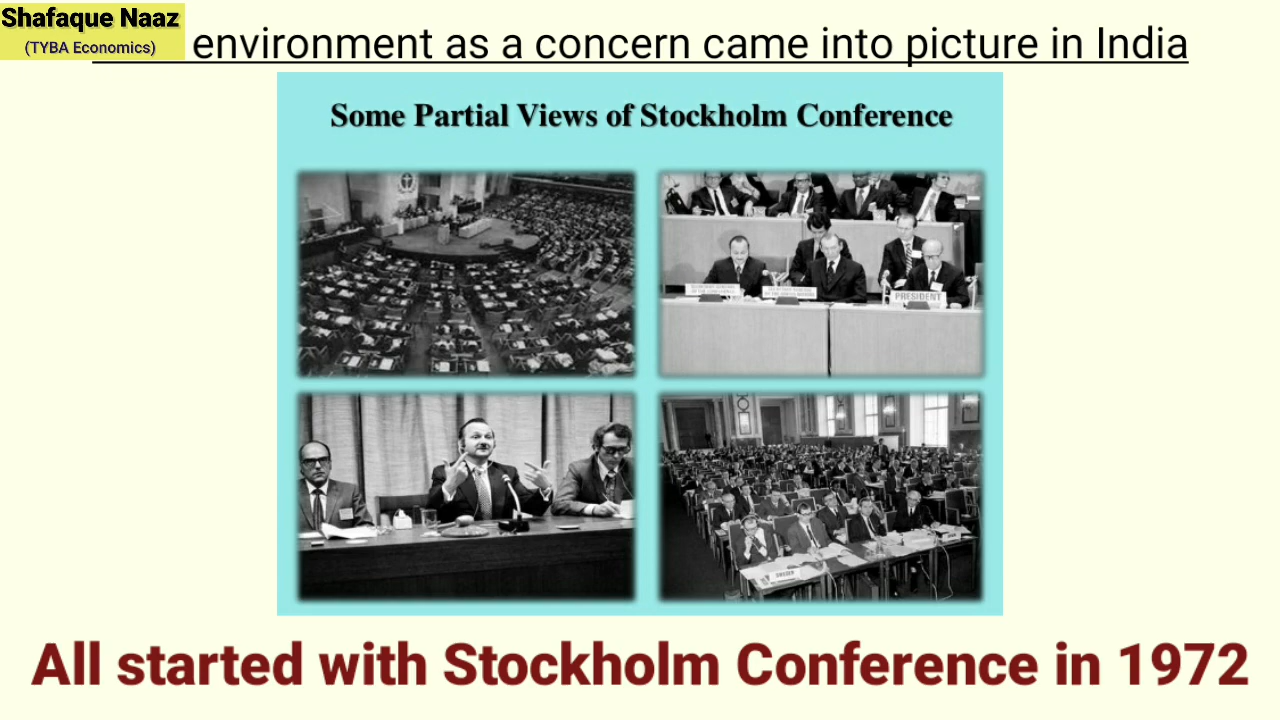 Shafaque Naaz
(TYBA Economics)
environment as a concern came into picture in India
Some Partial Views of Stockholm Conference
PRESIDENT
SWEDEN
All started with Stockholm Conference in 1972